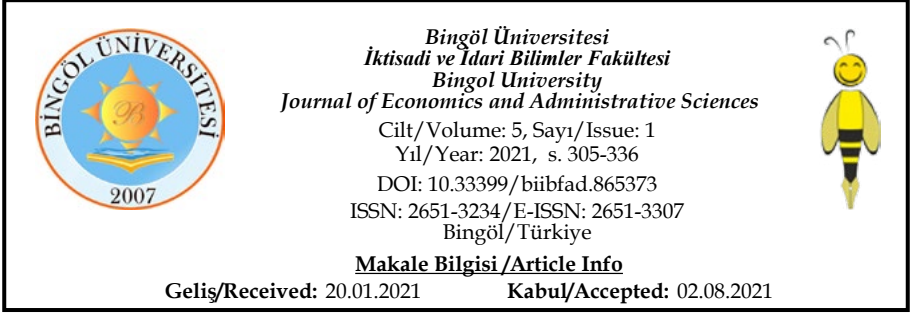 BİNGÖL ÜNİVERSİTESİ
B
2007
Bingöl Üniversitesi
İktisadi ve İdari Bilimler Fakültesi
Bingol University
Journal of Economics and Administrative Sciences
Cilt/Volume: 5, Sayı/Issue: 1
Yıl/Year: 2021, s. 305-336
DOI: 10.33399/biibfad.865373
ISSN: 2651-3234/E-ISSN: 2651-3307
Bingöl/Türkiye
Makale Bilgisi /Article Info
Geliş/Received: 20.01.2021 Kabul/Accepted: 02.08.2021